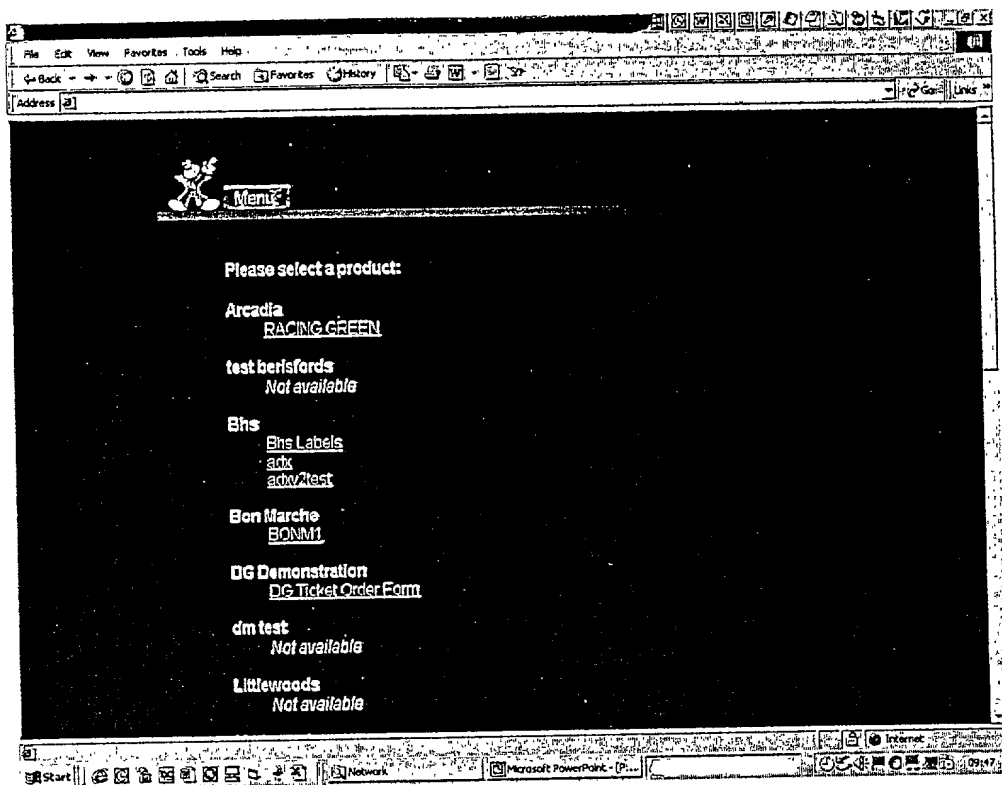 File Edit View Favorites Tools Help
Back Search Favorites History
Address Links
Menu
Please select a product:
Arcadia
RACING GREEN
test berisfords
Not available
Bhs
Bhs Labels
adx
adxv2test
Bon Marche
BONM1
DG Demonstration
DG Ticket Order Form
dm test
Not available
Littlewoods
Not available
Internet
Start Network Microsoft PowerPoint - [P... 09:47